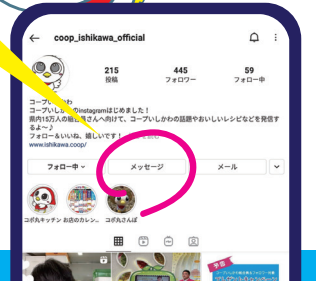 coop_ishikawa_official
215 445 59
投稿 フォロワー フォロー中
コープいしかわ
コープいしかわのInstagramはじめました！
県内15万人の組合員さんへ向けて、コープいしかわの話題やおいしいレシピなどを発信するよ〜♪
フォロー＆いいね、嬉しいです！
www.ishikawa.coop/
フォロー中 メッセージ メール
コボ丸キッチン お店のカレン... コボ丸さんぽ